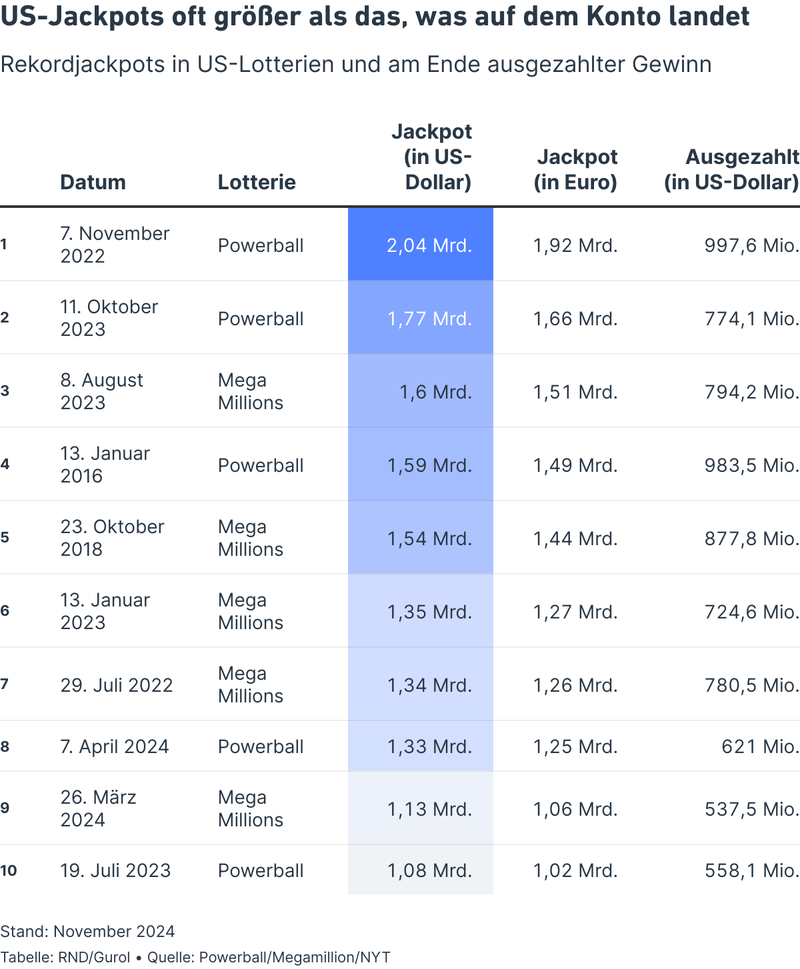 US-Jackpots oft größer als das, was auf dem Konto landet
Rekordjackpots in US-Lotterien und am Ende ausgezahlter Gewinn
Datum Lotterie Jackpot (in US-Dollar) Jackpot (in Euro) Ausgezahlt (in US-Dollar)
1 7. November 2022 Powerball 2,04 Mrd. 1,92 Mrd. 997,6 Mio.
2 11. Oktober 2023 Powerball 1,77 Mrd. 1,66 Mrd. 774,1 Mio.
3 8. August 2023 Mega Millions 1,6 Mrd. 1,51 Mrd. 794,2 Mio.
4 13. Januar 2016 Powerball 1,59 Mrd. 1,49 Mrd. 983,5 Mio.
5 23. Oktober 2018 Mega Millions 1,54 Mrd. 1,44 Mrd. 877,8 Mio.
6 13. Januar 2023 Mega Millions 1,35 Mrd. 1,27 Mrd. 724,6 Mio.
7 29. Juli 2022 Mega Millions 1,34 Mrd. 1,26 Mrd. 780,5 Mio.
8 7. April 2024 Powerball 1,33 Mrd. 1,25 Mrd. 621 Mio.
9 26. März 2024 Mega Millions 1,13 Mrd. 1,06 Mrd. 537,5 Mio.
10 19. Juli 2023 Powerball 1,08 Mrd. 1,02 Mrd. 558,1 Mio.
Stand: November 2024
Tabelle: RND/Gurol • Quelle: Powerball/Megamillion/NYT